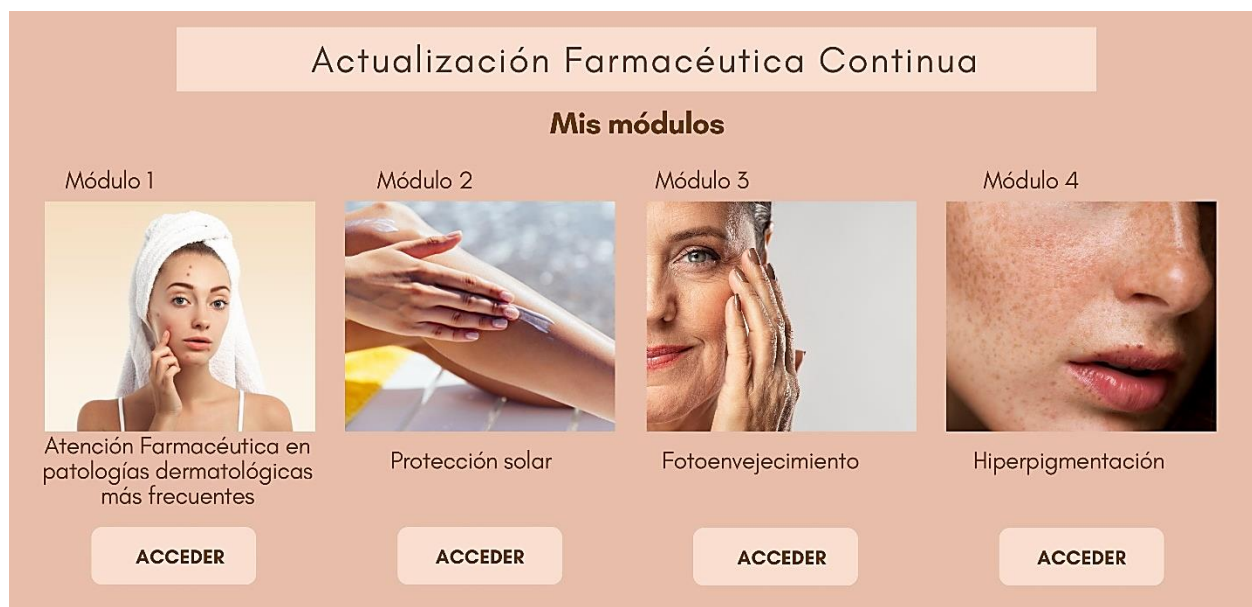 Actualización Farmacéutica Continua
Mis módulos
Módulo 1
Módulo 2
Módulo 3
Módulo 4
Atención Farmacéutica en
patologías dermatológicas
más frecuentes
Protección solar
Fotoenvejecimiento
Hiperpigmentación
ACCEDER
ACCEDER
ACCEDER
ACCEDER